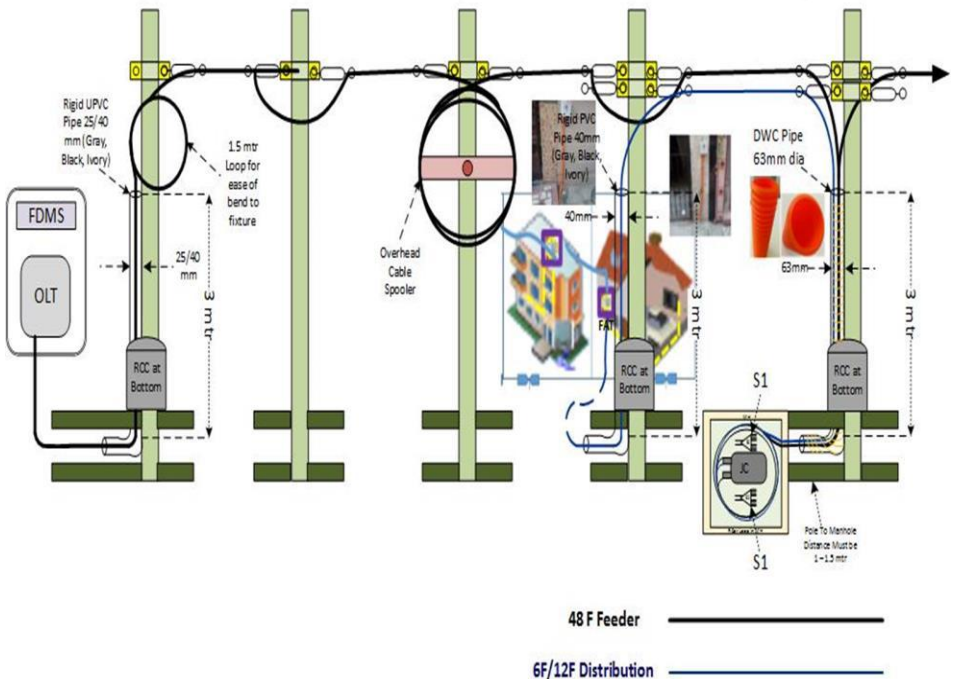 Rigid UPVC
Pipe 25/40
mm (Gray,
Black, Ivory)
1.5 mtr
Loop for
ease of
bend to
fixture
FDMS
OLT
25/40
mm
3 mtr
RCC at
Bottom
Overhead
Cable
Spooler
Rigid PVC
Pipe 40mm
(Gray, Black,
Ivory)
40mm
FAT
3 mtr
RCC at
Bottom
DWC Pipe
63mm dia
63mm
3 mtr
RCC at
Bottom
S1
JC
S1
Pole To Manhole
Distance Must be
1 – 1.5 mtr
48 F Feeder
6F/12F Distribution